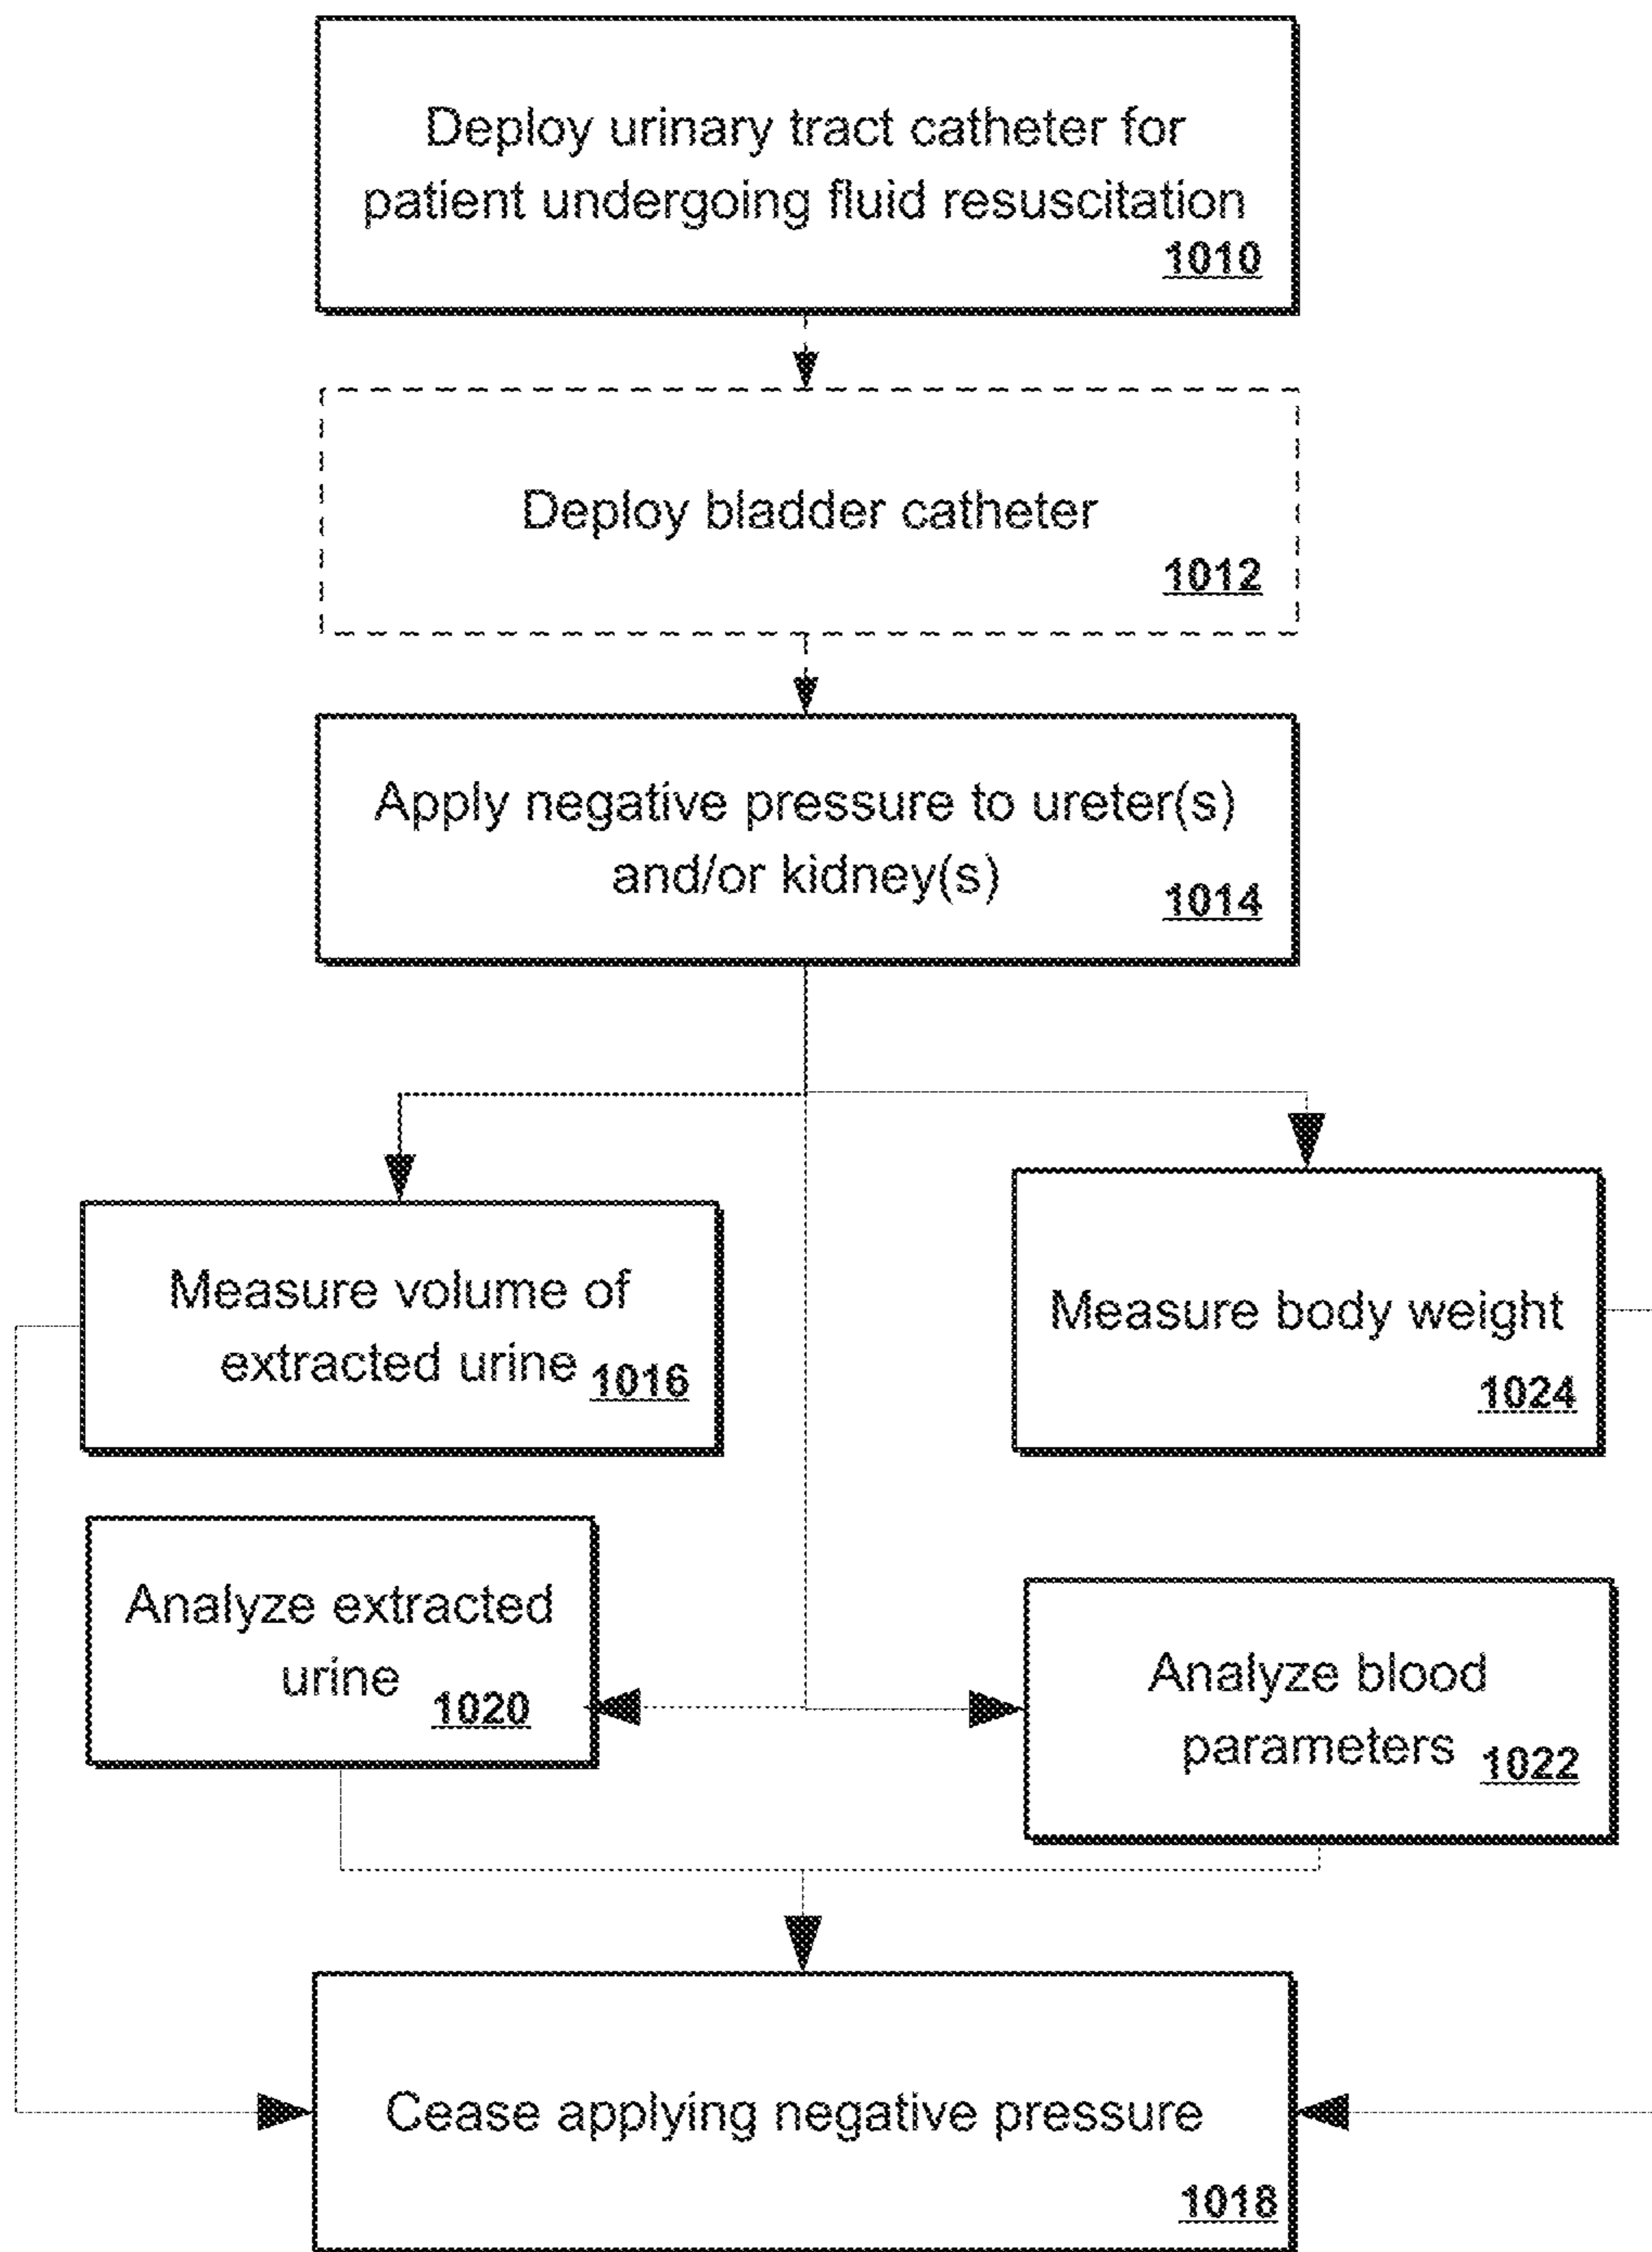 Deploy urinary tract catheter for
patient undergoing fluid resuscitation
1010
Deploy bladder catheter
1012
Apply negative pressure to ureter(s)
and/or kidney(s)
1014
Measure volume of
extracted urine 1016
Measure body weight
1024
Analyze extracted
urine 1020
Analyze blood
parameters 1022
Cease applying negative pressure
1018